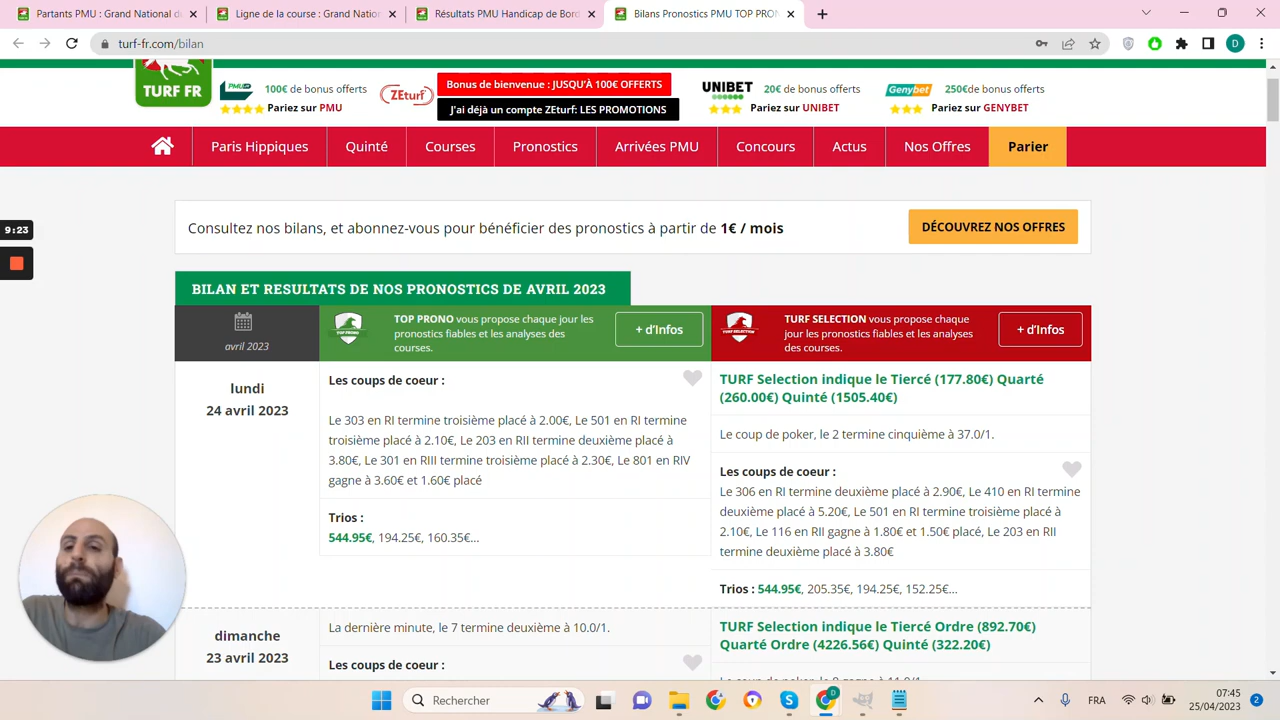 Partants PMU : Grand National d
Ligne de la course : Grand Natio
Résultats PMU Handicap de Bord
Bilans Pronostics PMU TOP PRON
turf-fr.com/bilan
D
TURF FR
PMU
100€ de bonus offerts
Pariez sur PMU
ZEturf
Bonus de bienvenue : JUSQU'À 100€ OFFERTS
J'ai déjà un compte ZEturf: LES PROMOTIONS
UNIBET
20€ de bonus offerts
Pariez sur UNIBET
Genybet
250€de bonus offerts
Pariez sur GENYBET
Paris Hippiques Quinté Courses Pronostics Arrivées PMU Concours Actus Nos Offres Parier
9:23
Consultez nos bilans, et abonnez-vous pour bénéficier des pronostics à partir de 1€ / mois
DÉCOUVREZ NOS OFFRES
BILAN ET RESULTATS DE NOS PRONOSTICS DE AVRIL 2023
avril 2023
TOP PRONO
TOP PRONO vous propose chaque jour les
pronostics fiables et les analyses des
courses.
+ d'Infos
TURF SELECTION
TURF SELECTION vous propose chaque
jour les pronostics fiables et les analyses
des courses.
+ d'Infos
lundi
24 avril 2023
Les coups de coeur :
Le 303 en RI termine troisième placé à 2.00€, Le 501 en RI termine
troisième placé à 2.10€, Le 203 en RII termine deuxième placé à
3.80€, Le 301 en RIII termine troisième placé à 2.30€, Le 801 en RIV
gagne à 3.60€ et 1.60€ placé
Trios :
544.95€, 194.25€, 160.35€...
TURF Selection indique le Tiercé (177.80€) Quarté
(260.00€) Quinté (1505.40€)
Le coup de poker, le 2 termine cinquième à 37.0/1.
Les coups de coeur :
Le 306 en RI termine deuxième placé à 2.90€, Le 410 en RI termine
deuxième placé à 5.20€, Le 501 en RI termine troisième placé à
2.10€, Le 116 en RII gagne à 1.80€ et 1.50€ placé, Le 203 en RII
termine deuxième placé à 3.80€
Trios : 544.95€, 205.35€, 194.25€, 152.25€...
dimanche
23 avril 2023
La dernière minute, le 7 termine deuxième à 10.0/1.
Les coups de coeur :
TURF Selection indique le Tiercé Ordre (892.70€)
Quarté Ordre (4226.56€) Quinté (322.20€)
Rechercher
D
FRA
07:45
25/04/2023
2